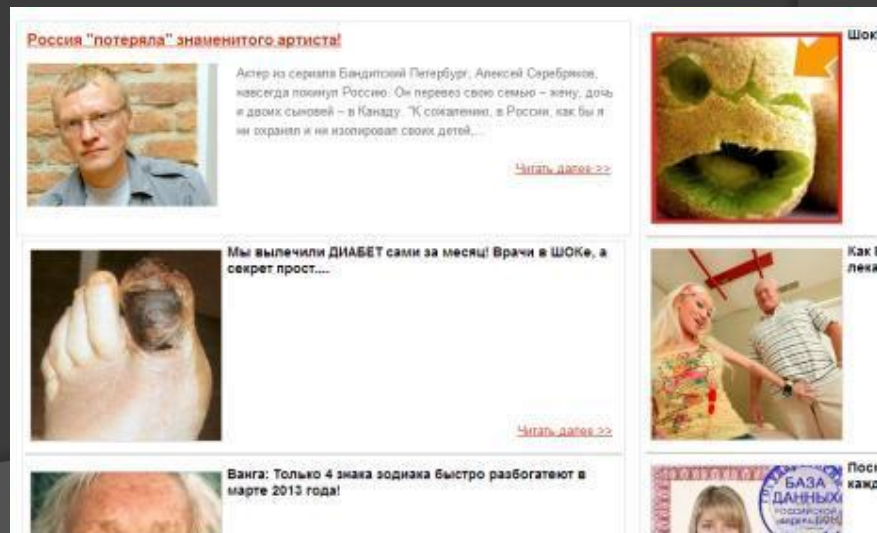 Россия "потеряла" знаменитого артиста!
Актер из сериала Бандитский Петербург, Алексей Серебряков,
навсегда покинул Россию. Он перевез свою семью – жену, дочь
и двоих сыновей – в Канаду. "К сожалению, в России, как бы я
ни охранял и ни изолировал своих детей,...
Читать далее >>
Шок
Мы вылечили ДИАБЕТ сами за месяц! Врачи в ШОКе, а
секрет прост....
Читать далее >>
Как
лека
Ванга: Только 4 знака зодиака быстро разбогатеют в
марте 2013 года!
Посм
кажд
БАЗА
ДАННЫХ